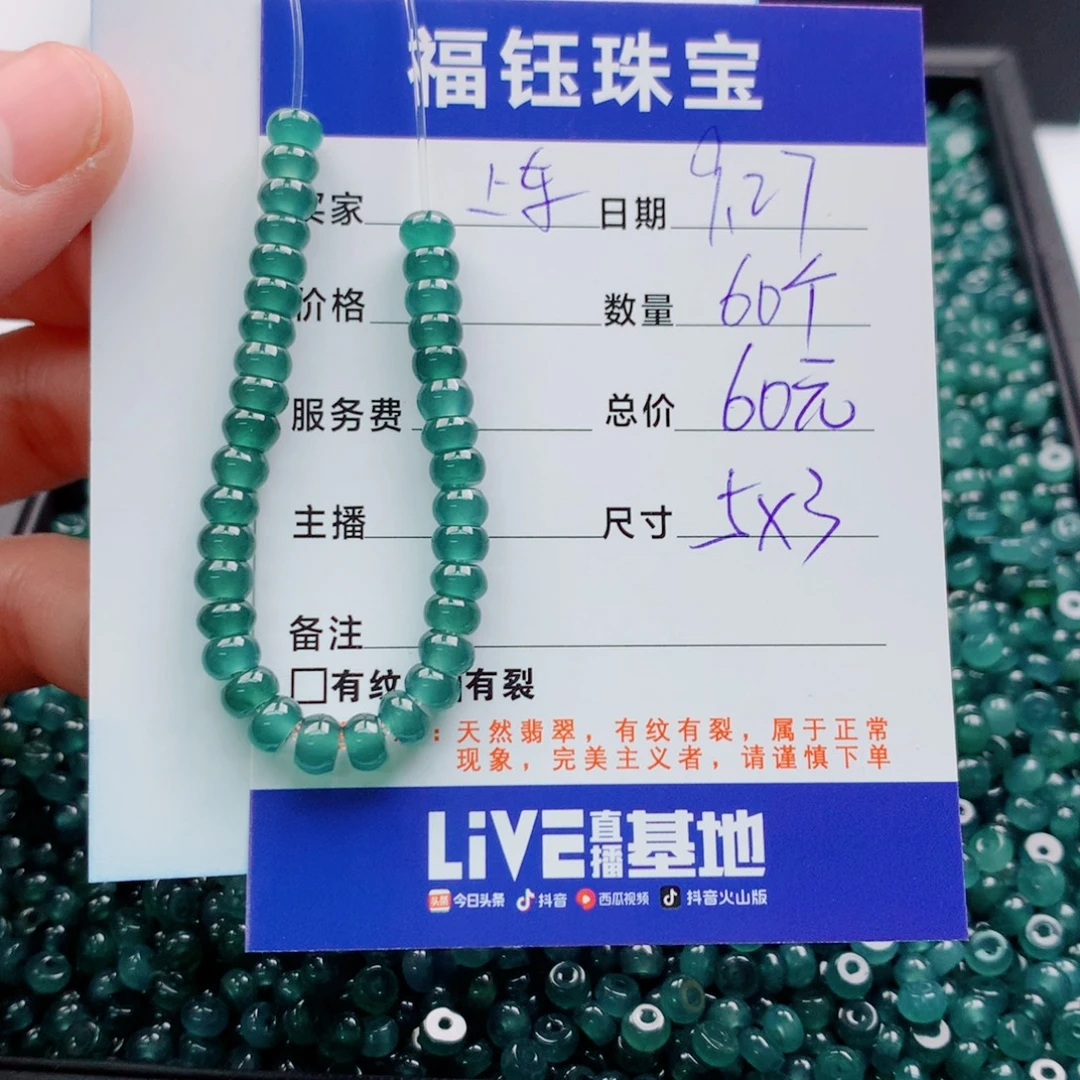 福钰珠宝
买家 上车 日期 9.27
价格 数量 60个
服务费 总价 60元
主播 尺寸 5x3
备注
□有纹 有裂
：天然翡翠，有纹有裂，属于正常
现象，完美主义者，请谨慎下单
LiVE直播基地
头条 今日头条 抖音 西瓜视频 抖音火山版